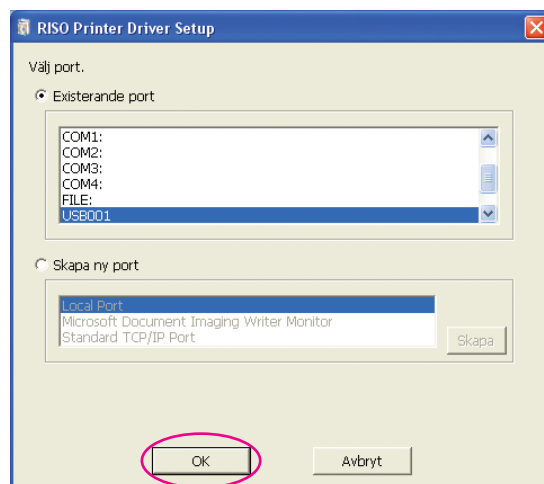 RISO Printer Driver Setup
Välj port.
Existerande port
COM1:
COM2:
COM3:
COM4:
FILE:
USB001
Skapa ny port
Local Port
Microsoft Document Imaging Writer Monitor
Standard TCP/IP Port
Skapa
OK
Avbryt